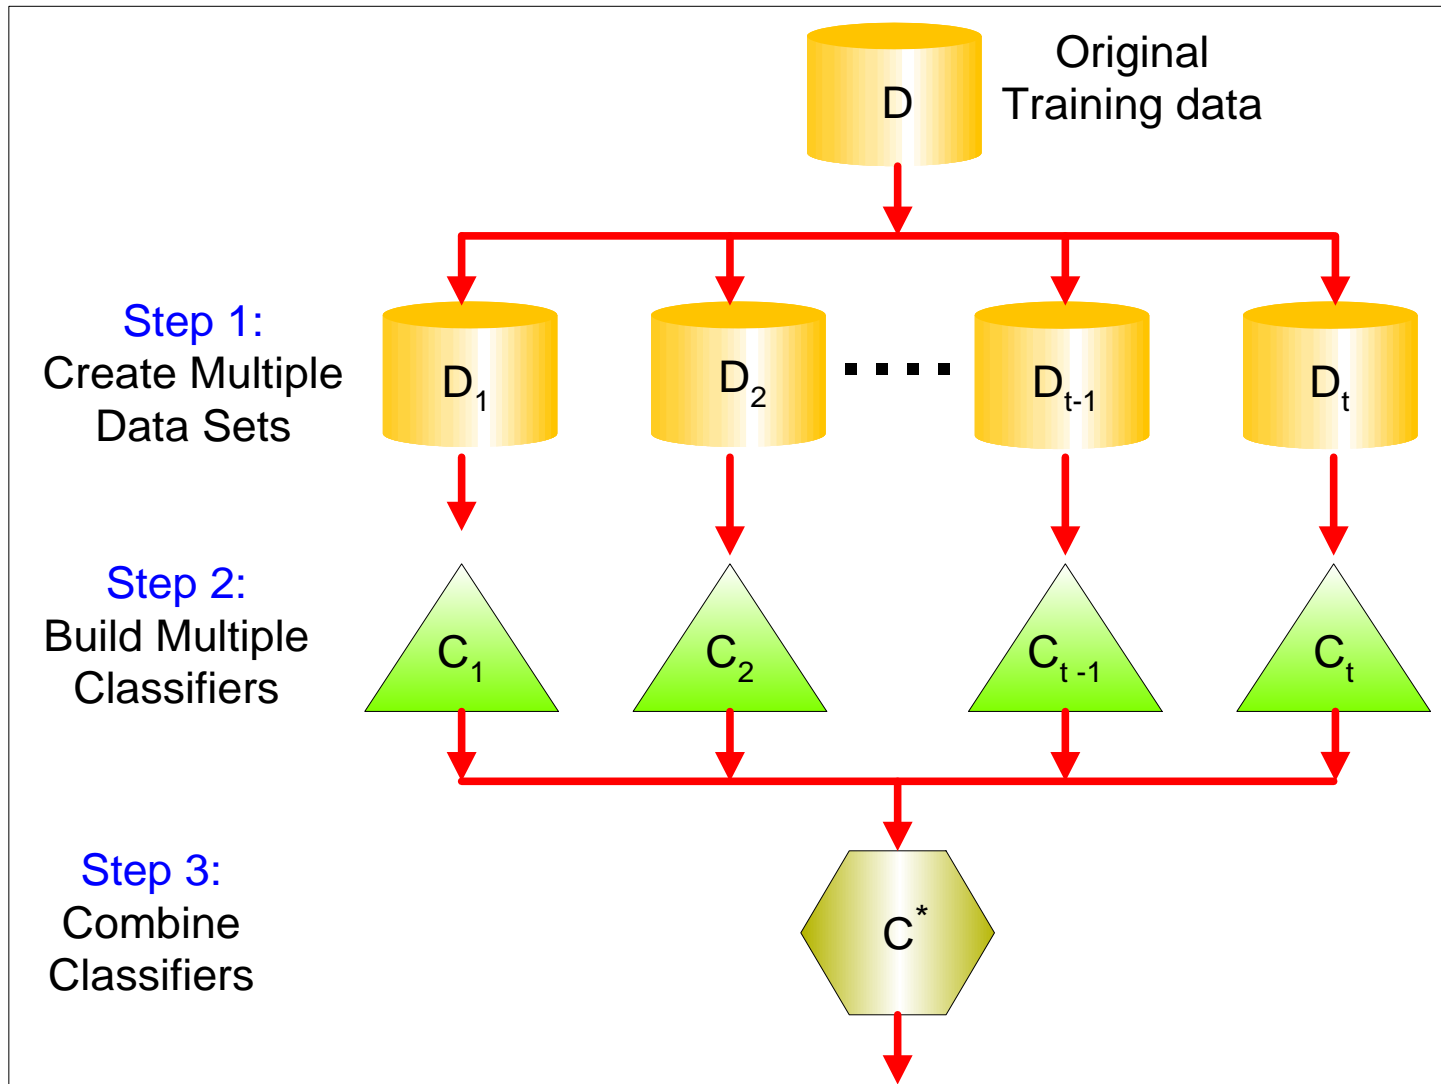 Original
Training data
D
Step 1:
Create Multiple
Data Sets
D1
D2
....
Dt-1
Dt
Step 2:
Build Multiple
Classifiers
C1
C2
Ct -1
Ct
Step 3:
Combine
Classifiers
C*